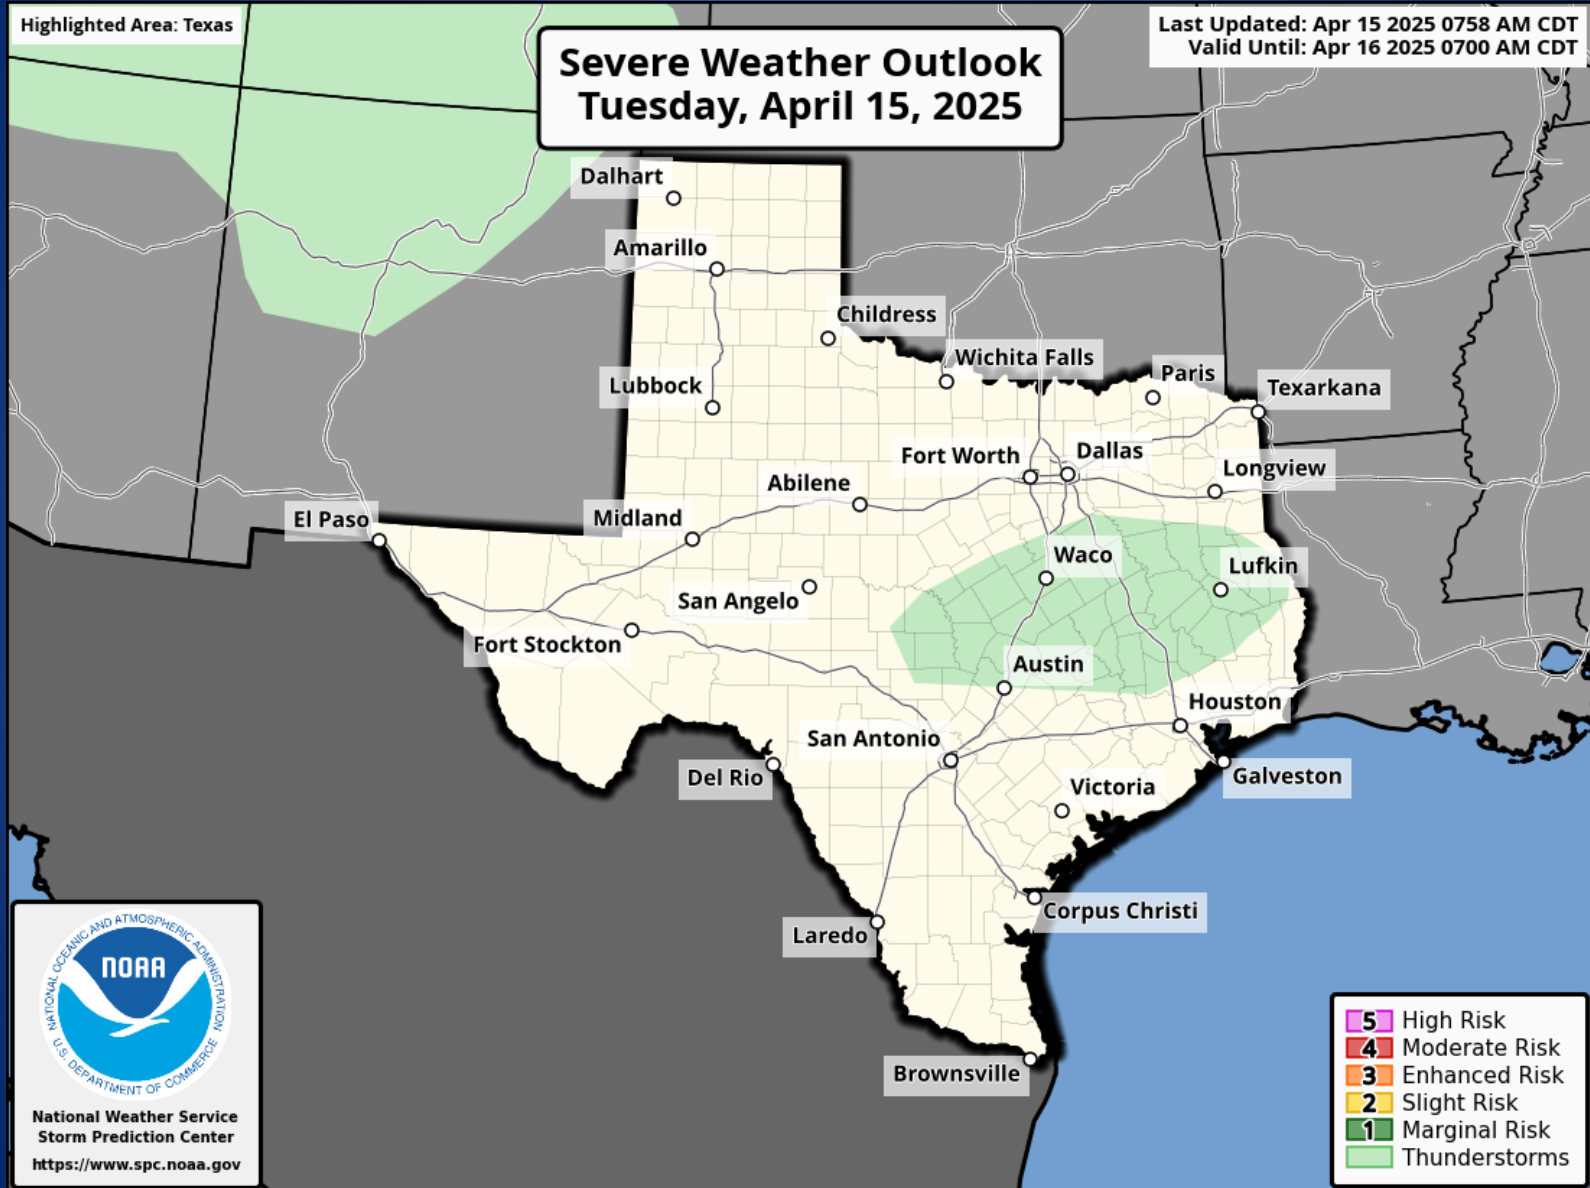 Highlighted Area: Texas
Severe Weather Outlook
Tuesday, April 15, 2025
Last Updated: Apr 15 2025 0758 AM CDT
Valid Until: Apr 16 2025 0700 AM CDT
Dalhart
Amarillo
Childress
Wichita Falls
Paris
Texarkana
Lubbock
Fort Worth
Dallas
Longview
Abilene
El Paso
Midland
Waco
Lufkin
San Angelo
Fort Stockton
Austin
Houston
San Antonio
Del Rio
Galveston
Victoria
Corpus Christi
Laredo
Brownsville
NATIONAL OCEANIC AND ATMOSPHERIC ADMINISTRATION
NOAA
U.S. DEPARTMENT OF COMMERCE
National Weather Service
Storm Prediction Center
https://www.spc.noaa.gov
5 High Risk
4 Moderate Risk
3 Enhanced Risk
2 Slight Risk
1 Marginal Risk
Thunderstorms